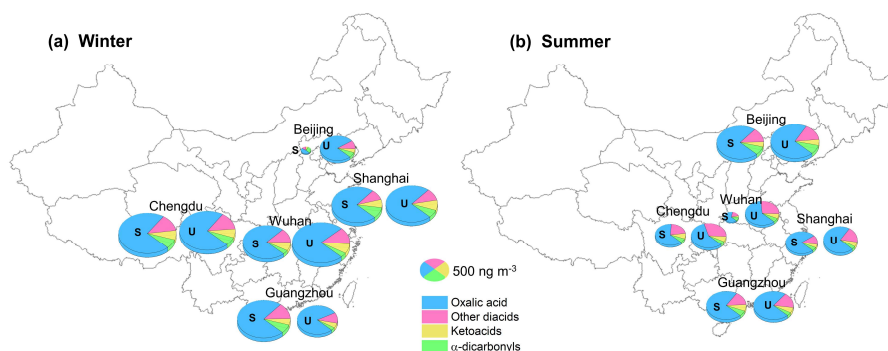 (a) Winter
Beijing
S
U
Shanghai
S
U
Chengdu
S
U
Wuhan
S
U
Guangzhou
S
U
500 ng m-3
Oxalic acid
Other diacids
Ketoacids
α-dicarbonyls
(b) Summer
Beijing
S
U
Wuhan
S
U
Chengdu
S
U
Shanghai
S
U
Guangzhou
S
U